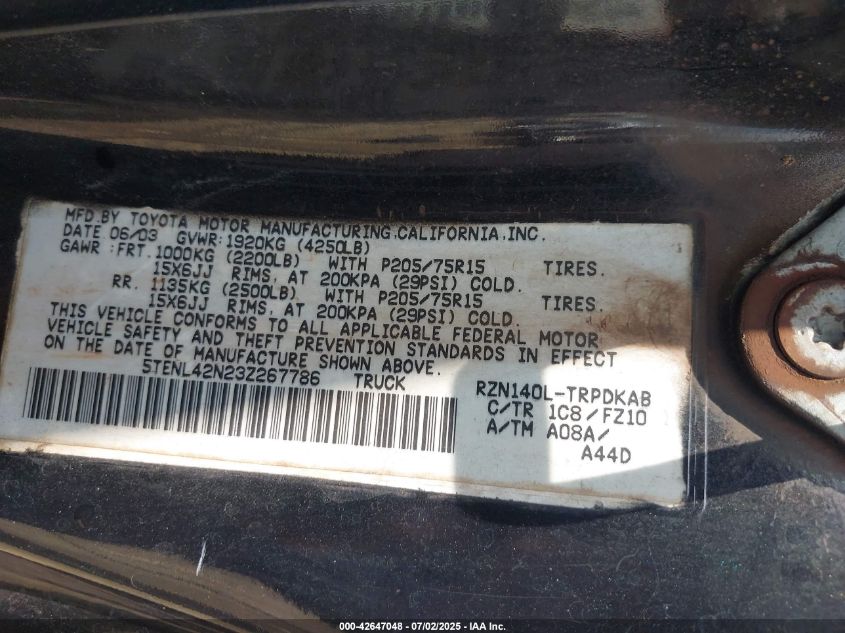 MFD.BY TOYOTA MOTOR MANUFACTURING,CALIFORNIA,INC.
DATE 06/03 GVWR:1920KG (4250LB)
GAWR :FRT.1000KG (2200LB) WITH P205/75R15 TIRES.
15X6JJ RIMS, AT 200KPA (29PSI) COLD.
RR. 1135KG (2500LB) WITH P205/75R15 TIRES.
15X6JJ RIMS, AT 200KPA (29PSI) COLD.
THIS VEHICLE CONFORMS TO ALL APPLICABLE FEDERAL MOTOR
VEHICLE SAFETY AND THEFT PREVENTION STANDARDS IN EFFECT
ON THE DATE OF MANUFACTURE SHOWN ABOVE.
5TENL42N23Z267786 TRUCK
RZN140L-TRPDKAB
C/TR 1C8/FZ10
A/TM A08A/
A44D
000-42647048 - 07/02/2025 - IAA Inc.